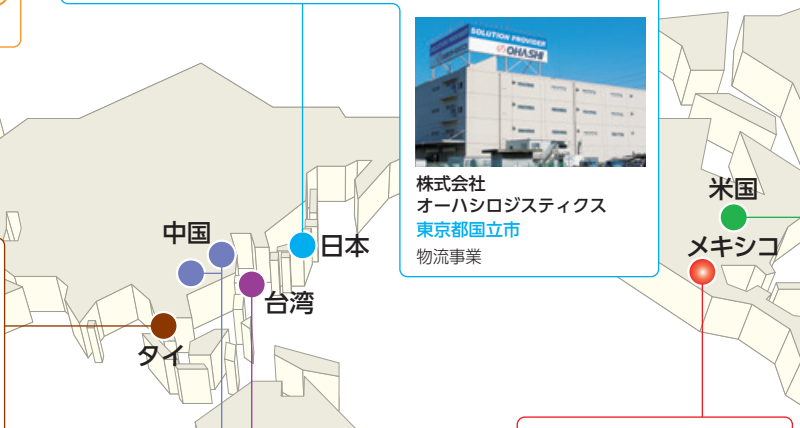 SOLUTION PROVIDER
OHASHI
株式会社
オーハシロジスティクス
東京都国立市
物流事業
中国
日本
台湾
タイ
米国
メキシコ